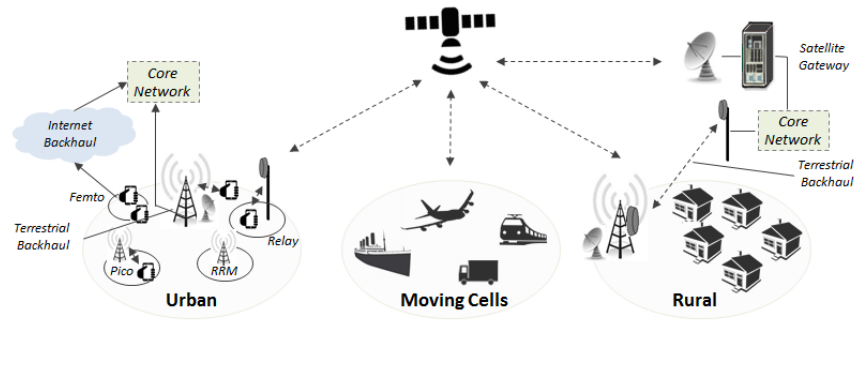 Satellite
Gateway
Core
Network
Internet
Backhaul
Core
Network
Terrestrial
Backhaul
Femto
Terrestrial
Backhaul
Relay
Pico
RRM
Urban
Moving Cells
Rural